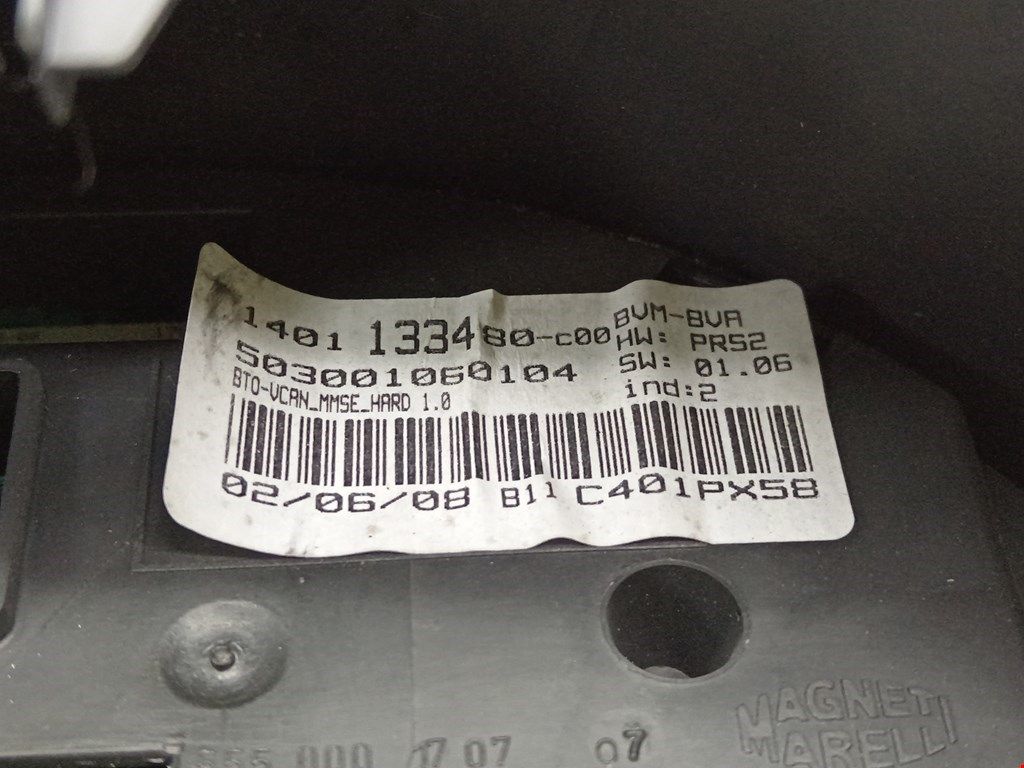 1401 133480-c00 BVM-BVA
HW: PR52
503001060104 SW: 01.06
BTO-VCAN_MMSE_HARD 1.0 ind:2
02/06/08 B11 C401PX58
MAGNETI
MARELLI
07